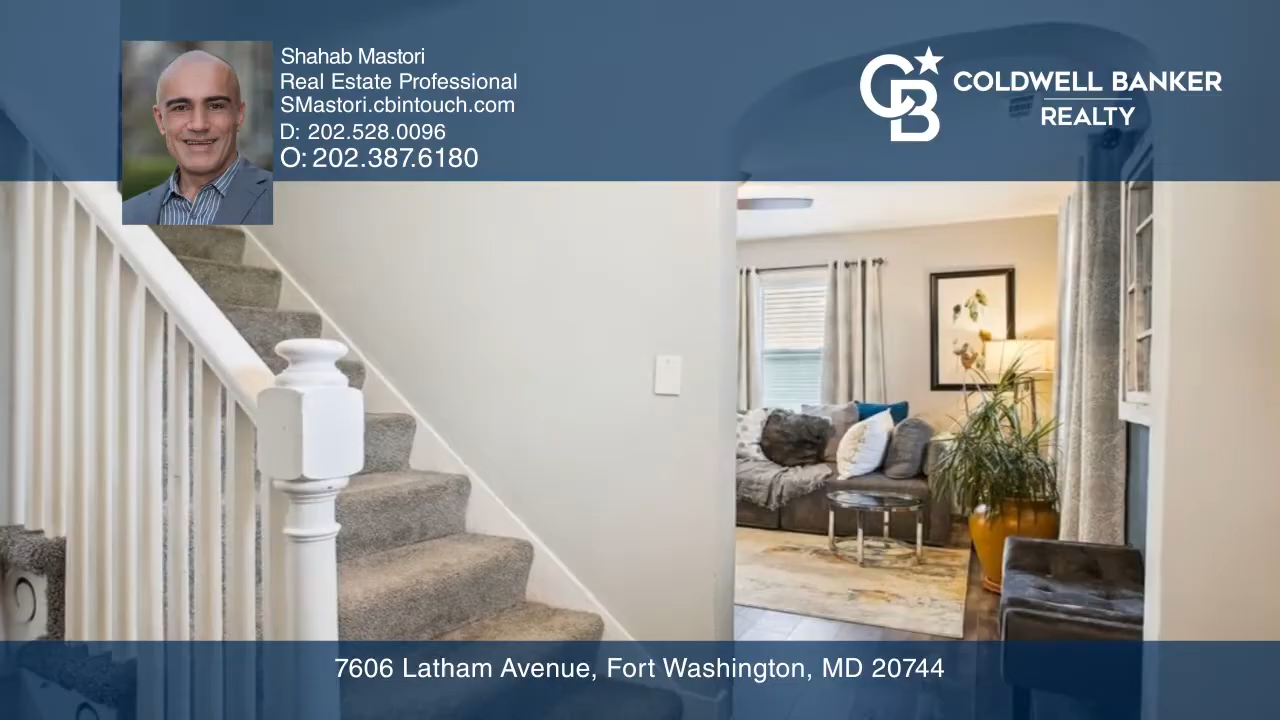 Shahab Mastori
Real Estate Professional
SMastori.cbintouch.com
D: 202.528.0096
O: 202.387.6180
CB
COLDWELL BANKER
REALTY
7606 Latham Avenue, Fort Washington, MD 20744